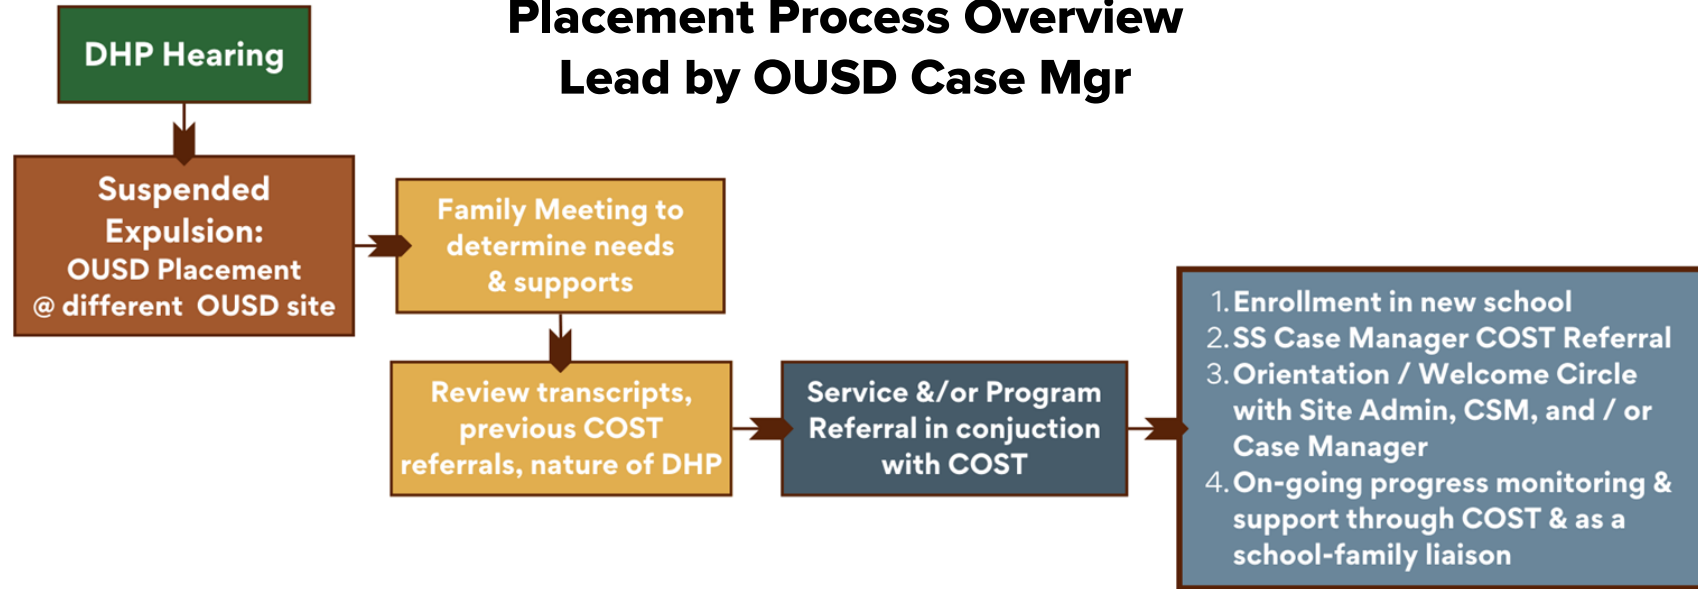 Placement Process Overview
Lead by OUSD Case Mgr
DHP Hearing
Suspended
Expulsion:
OUSD Placement
@ different OUSD site
Family Meeting to
determine needs
& supports
Review transcripts,
previous COST
referrals, nature of DHP
Service &/or Program
Referral in conjuction
with COST
1. Enrollment in new school
2. SS Case Manager COST Referral
3. Orientation / Welcome Circle
with Site Admin, CSM, and / or
Case Manager
4. On-going progress monitoring &
support through COST & as a
school-family liaison